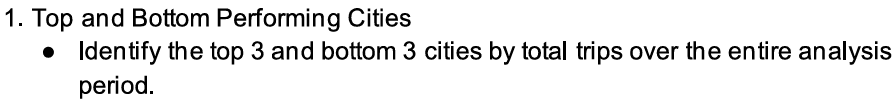 1. Top and Bottom Performing Cities
● Identify the top 3 and bottom 3 cities by total trips over the entire analysis
period.